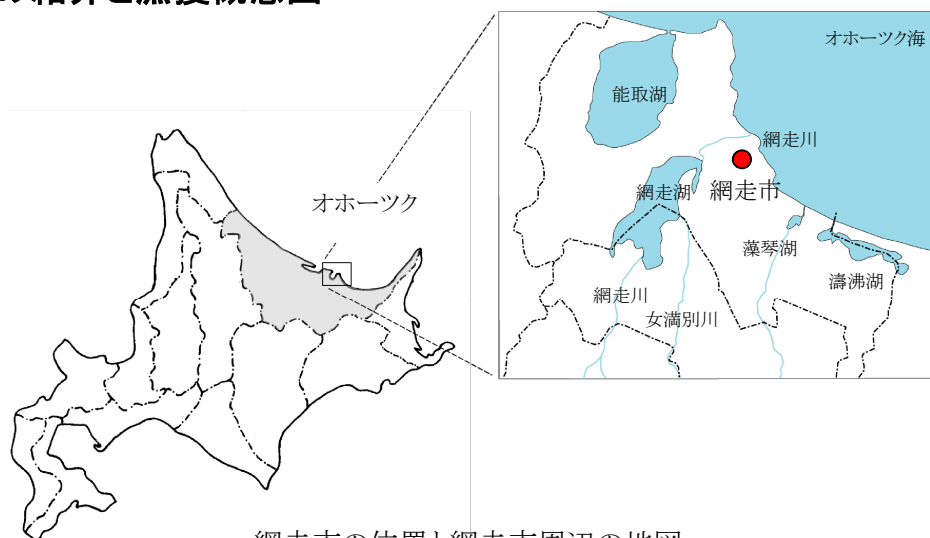 オホーツク海
能取湖
網走川
網走湖
網走市
オホーツク
藻琴湖
濤沸湖
網走川
女満別川
網走市の位置と網走市周辺の地図